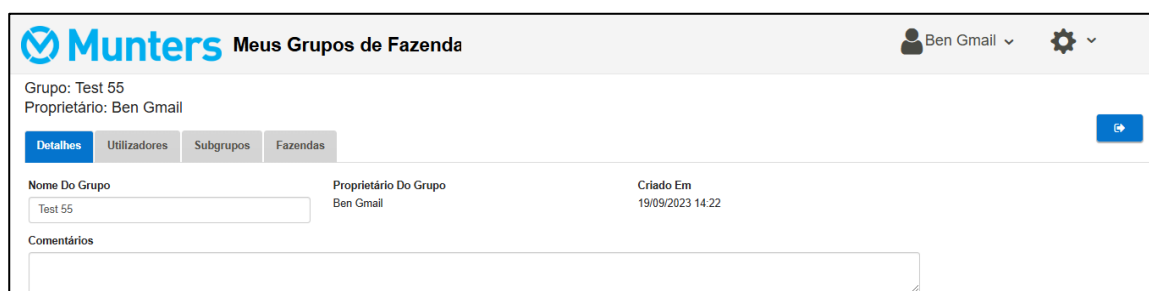 Munters Meus Grupos de Fenda Ben Gmail
Grupo: Test 55
Proprietário: Ben Gmail
Detalhes Utilizadores Subgrupos Fazendas
Nome Do Grupo Proprietário Do Grupo Criado Em
Test 55 Ben Gmail 19/09/2023 14:22
Comentários